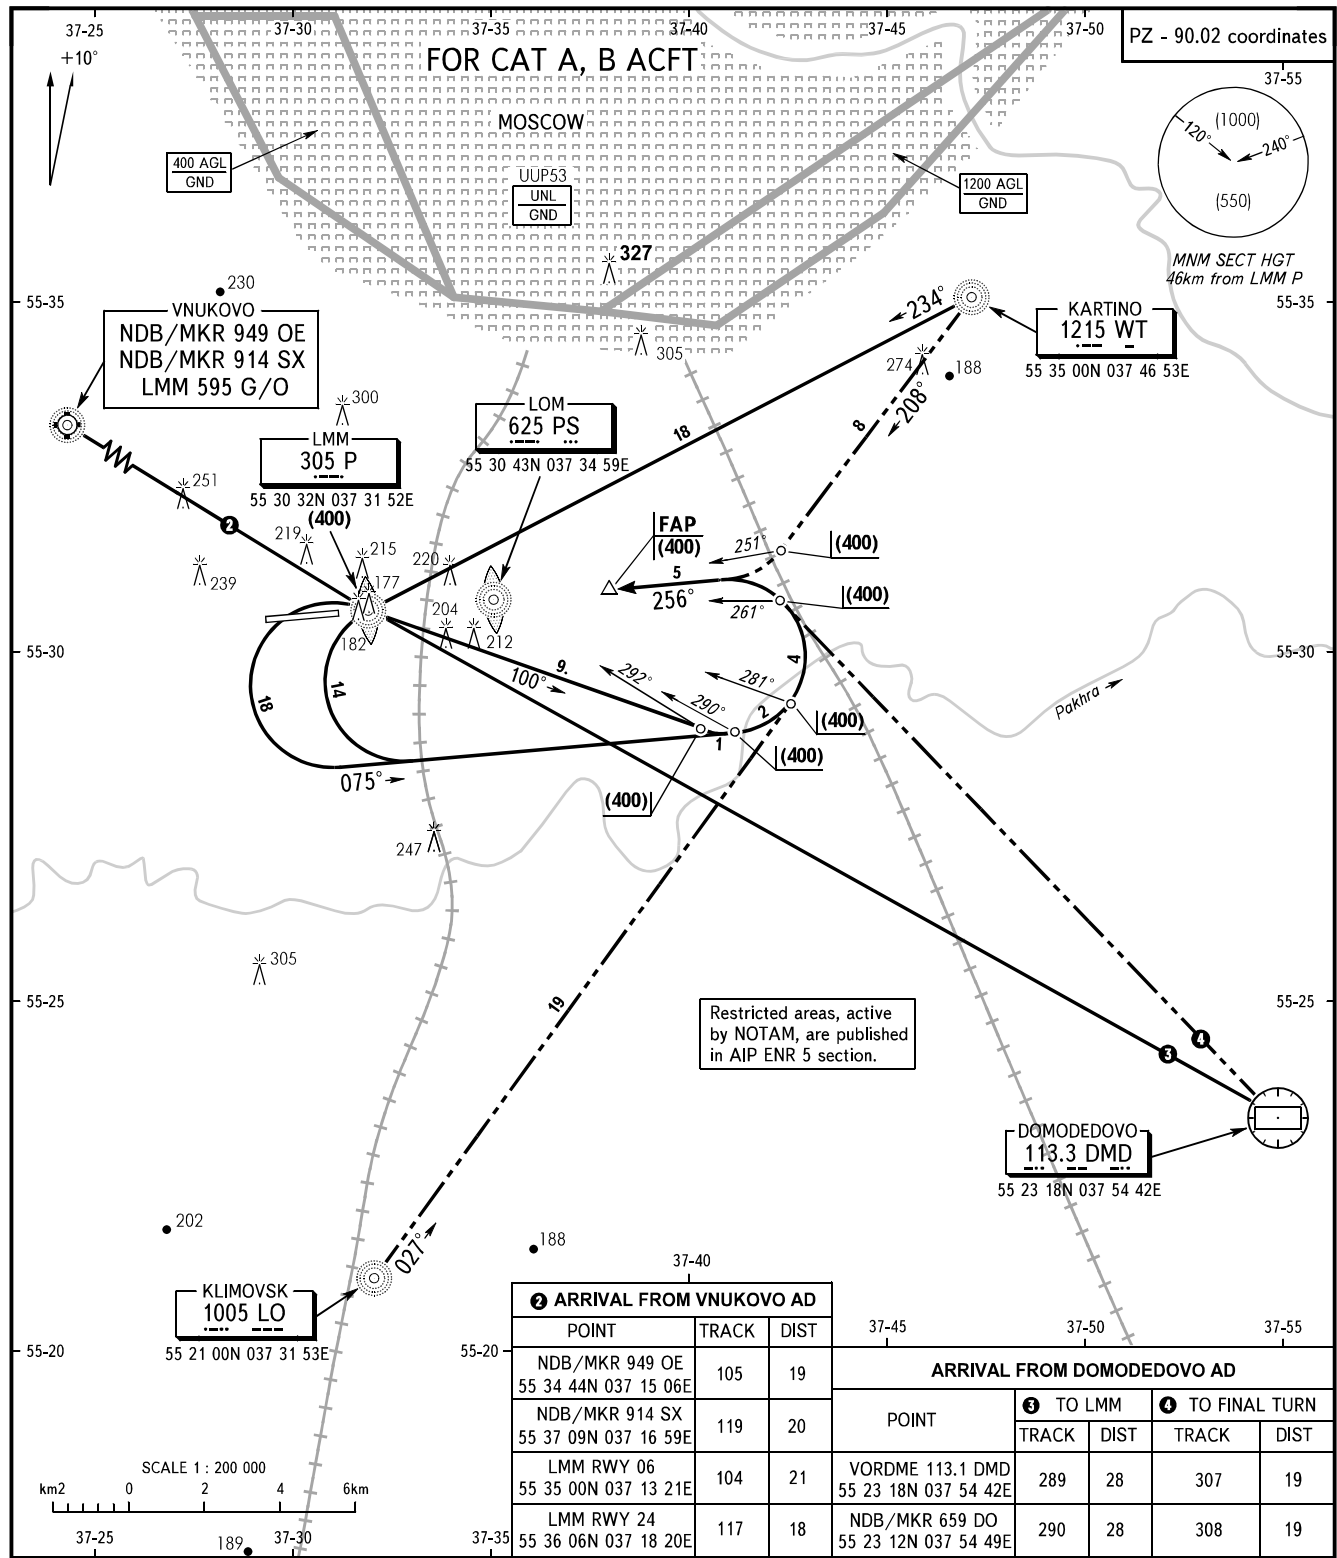 37-25
37-30
37-35
37-40
37-45
37-50
PZ - 90.02 coordinates
37-55
+10°
FOR CAT A, B ACFT
MOSCOW
400 AGL
GND
UUP53
UNL
GND
1200 AGL
GND
(1000)
120°
240°
(550)
MNM SECT HGT
46km from LMM P
327
230
55-35
55-35
VNUKOVO
NDB/MKR 949 OE
NDB/MKR 914 SX
LMM 595 G/O
234°
KARTINO
1215 WT
55 35 00N 037 46 53E
305
274
188
208°
8
18
300
LMM
305 P
55 30 32N 037 31 52E
(400)
LOM
625 PS
55 30 43N 037 34 59E
251
2
219
215
239
177
220
204
212
182
FAP
(400)
251°
(400)
5
256°
261°
(400)
4
55-30
55-30
18
14
9.
100°
292°
290°
281°
2
(400)
1
(400)
(400)
075°
Pakhra
247
305
19
55-25
55-25
Restricted areas, active
by NOTAM, are published
in AIP ENR 5 section.
4
3
DOMODEDOVO
113.3 DMD
55 23 18N 037 54 42E
202
188
027°
KLIMOVSK
1005 LO
55 21 00N 037 31 53E
37-40
37-45
37-50
37-55
55-20
55-20
2 ARRIVAL FROM VNUKOVO AD
POINT TRACK DIST
NDB/MKR 949 OE
55 34 44N 037 15 06E 105 19
NDB/MKR 914 SX
55 37 09N 037 16 59E 119 20
LMM RWY 06
55 35 00N 037 13 21E 104 21
LMM RWY 24
55 36 06N 037 18 20E 117 18
ARRIVAL FROM DOMODEDOVO AD
POINT 3 TO LMM 4 TO FINAL TURN
TRACK DIST TRACK DIST
VORDME 113.1 DMD
55 23 18N 037 54 42E 289 28 307 19
NDB/MKR 659 DO
55 23 12N 037 54 49E 290 28 308 19
SCALE 1 : 200 000
km2 0 2 4 6km
37-25
37-30
37-35
189